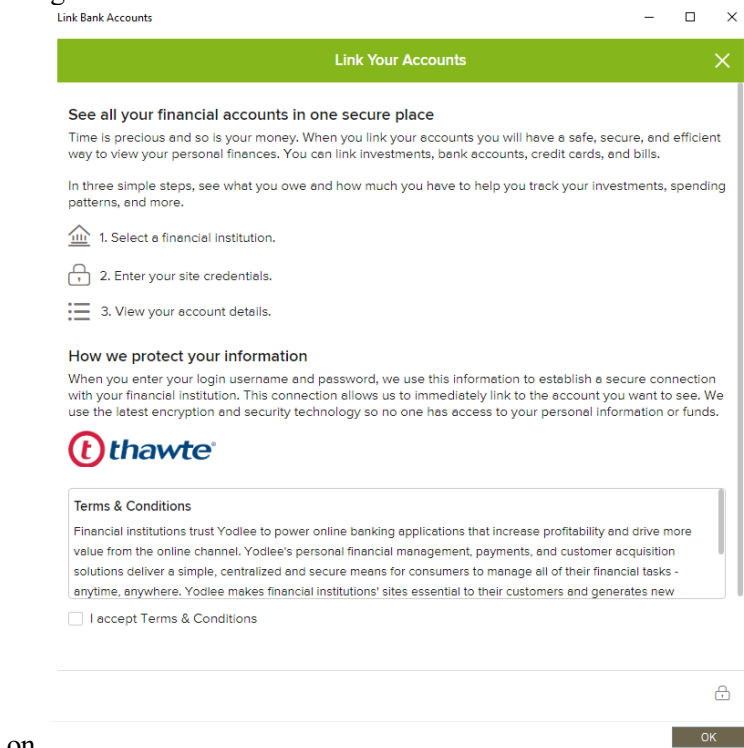 Link Bank Accounts
Link Your Accounts
See all your financial accounts in one secure place
Time is precious and so is your money. When you link your accounts you will have a safe, secure, and efficient
way to view your personal finances. You can link investments, bank accounts, credit cards, and bills.
In three simple steps, see what you owe and how much you have to help you track your investments, spending
patterns, and more.
1. Select a financial institution.
2. Enter your site credentials.
3. View your account details.
How we protect your information
When you enter your login username and password, we use this information to establish a secure connection
with your financial institution. This connection allows us to immediately link to the account you want to see. We
use the latest encryption and security technology so no one has access to your personal information or funds.
thawte®
Terms & Conditions
Financial institutions trust Yodlee to power online banking applications that increase profitability and drive more
value from the online channel. Yodlee's personal financial management, payments, and customer acquisition
solutions deliver a simple, centralized and secure means for consumers to manage all of their financial tasks -
anytime, anywhere. Yodlee makes financial institutions' sites essential to their customers and generates new
I accept Terms & Conditions
OK
on